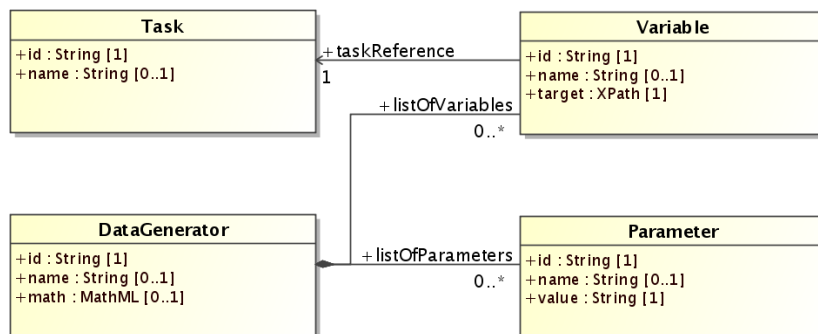 Task
+id : String [1]
+name : String [0..1]
+taskReference
1
Variable
+id : String [1]
+name : String [0..1]
+target : XPath [1]
+listOfVariables
0..*
DataGenerator
+id : String [1]
+name : String [0..1]
+math : MathML [0..1]
+listOfParameters
0..*
Parameter
+id : String [1]
+name : String [0..1]
+value : String [1]